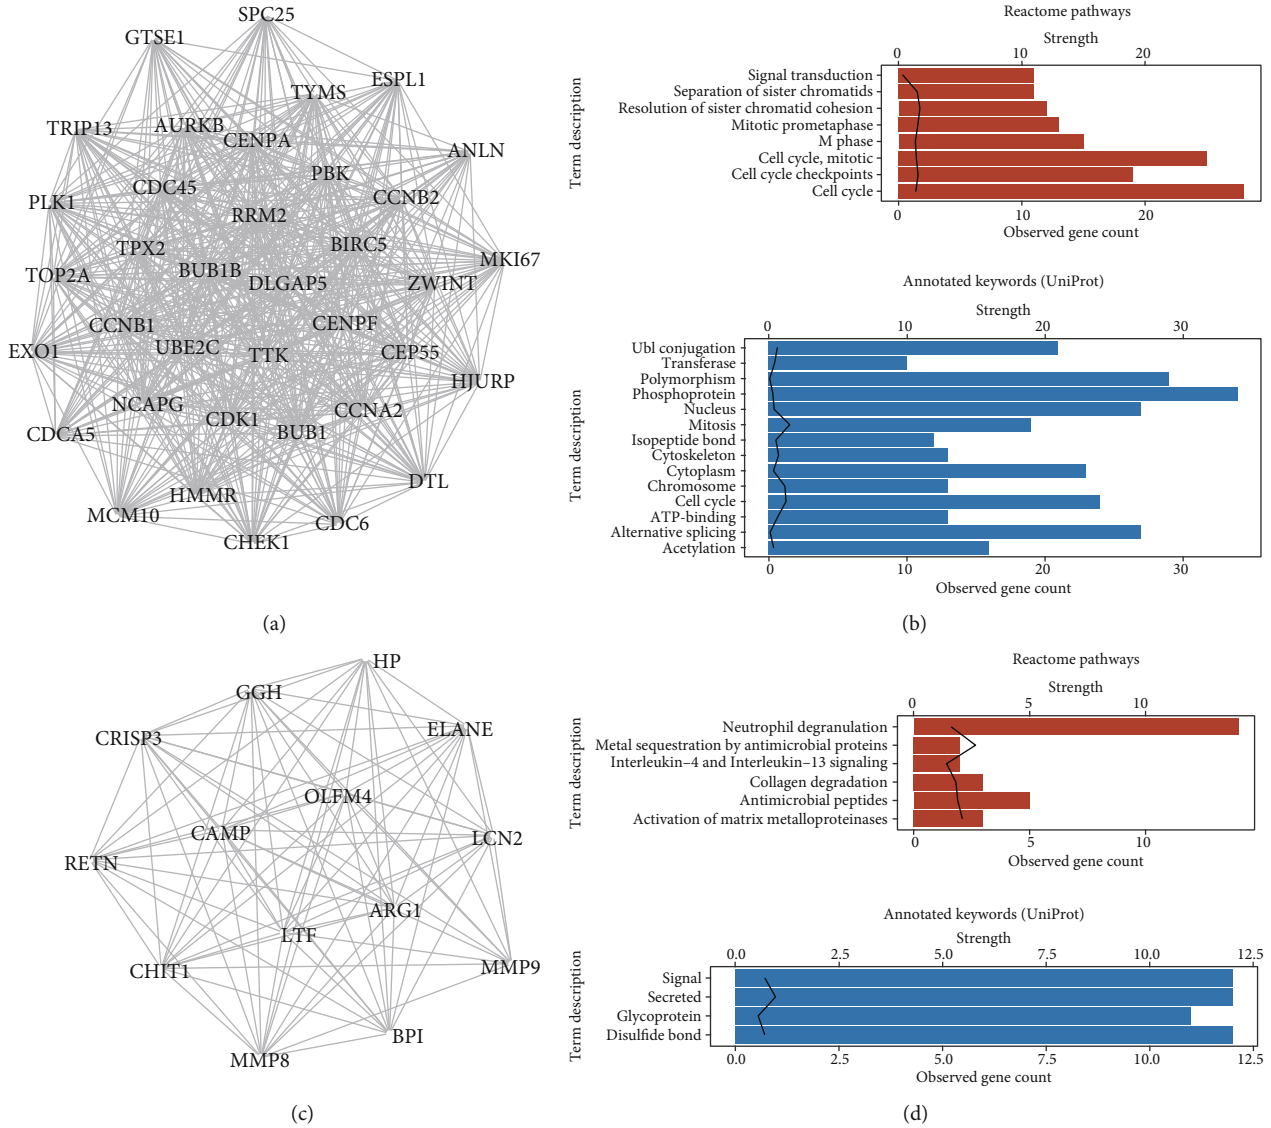 SPC25
GTSE1
ESPL1
TYMS
TRIP13
AURKB
CENPA
ANLN
PBK
CDC45
CCNB2
PLK1
RRM2
TPX2
BIRC5
MKI67
TOP2A
BUB1B
DLGAP5
ZWINT
CCNB1
CENPF
EXO1
UBE2C
TTK
CEP55
HJURP
NCAPG
CDK1
CCNA2
CDCA5
BUB1
DTL
HMMR
MCM10
CDC6
CHEK1
(a)
Reactome pathways
Strength
0 10 20
Term description
Signal transduction
Separation of sister chromatids
Resolution of sister chromatid cohesion
Mitotic prometaphase
M phase
Cell cycle, mitotic
Cell cycle checkpoints
Cell cycle
0 10 20
Observed gene count
Annotated keywords (UniProt)
Strength
0 10 20 30
Term description
Ubl conjugation
Transferase
Polymorphism
Phosphoprotein
Nucleus
Mitosis
Isopeptide bond
Cytoskeleton
Cytoplasm
Chromosome
Cell cycle
ATP-binding
Alternative splicing
Acetylation
0 10 20 30
Observed gene count
(b)
HP
GGH
ELANE
CRISP3
OLFM4
CAMP
LCN2
RETN
ARG1
LTF
CHIT1
MMP9
BPI
MMP8
(c)
Reactome pathways
Strength
0 5 10
Term description
Neutrophil degranulation
Metal sequestration by antimicrobial proteins
Interleukin–4 and Interleukin–13 signaling
Collagen degradation
Antimicrobial peptides
Activation of matrix metalloproteinases
0 5 10
Observed gene count
Annotated keywords (UniProt)
Strength
0.0 2.5 5.0 7.5 10.0 12.5
Term description
Signal
Secreted
Glycoprotein
Disulfide bond
0.0 2.5 5.0 7.5 10.0 12.5
Observed gene count
(d)